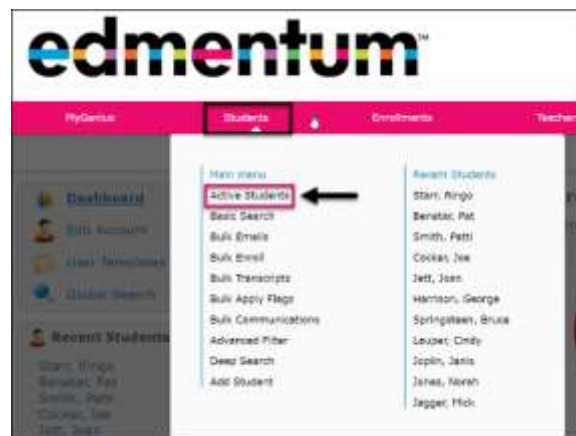 edmentum™
MyGenius Students Enrollments Teacher
Main menu
Active Students
Basic Search
Bulk Emails
Bulk Enroll
Bulk Transcripts
Bulk Apply Flags
Bulk Communications
Advanced Filter
Deep Search
Add Student
Recent Students
Starr, Ringo
Benatar, Pat
Smith, Patti
Cocker, Joe
Jett, Joan
Harrison, George
Springsteen, Bruce
Lauper, Cindy
Joplin, Janis
Jones, Norah
Jagger, Mick
Dashboard
Edit Account
User Templates
Global Search
Recent Students
Starr, Ringo
Benatar, Pat
Smith, Patti
Cocker, Joe
Jett, Joan